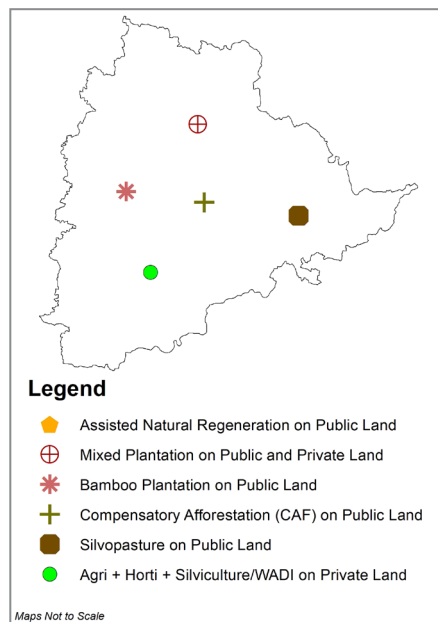 Legend
Assisted Natural Regeneration on Public Land
Mixed Plantation on Public and Private Land
Bamboo Plantation on Public Land
Compensatory Afforestation (CAF) on Public Land
Silvopasture on Public Land
Agri + Horti + Silviculture/WADI on Private Land
Maps Not to Scale